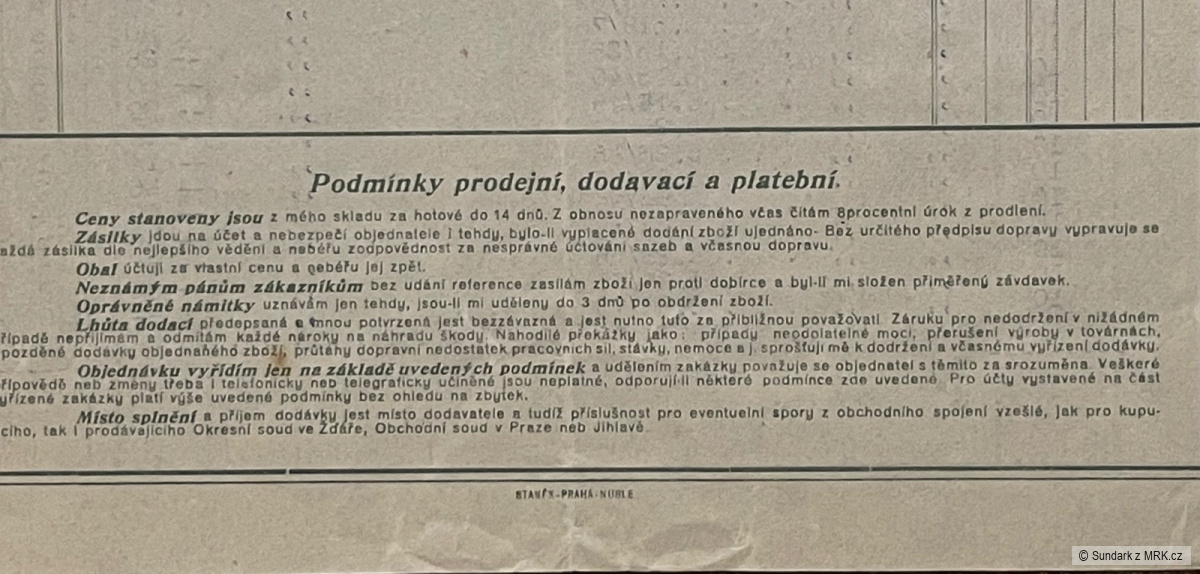 Podmínky prodejní, dodavací a platební.
Ceny stanoveny jsou z mého skladu za hotové do 14 dnů. Z obnosu nezapraveného včas čítám 8procentní úrok z prodlení.
Zásilky jdou na účet a nebezpečí objednatele i tehdy, bylo-li vyplacené dodání zboží ujednáno- Bez určitého předpisu dopravy vypravuje se
aždá zásilka dle nejlepšího vědění a neběřu zodpovědnost za nesprávné účtování sazeb a včasnou dopravu.
Obal účtuji za vlastní cenu a neběřu jej zpět.
Neznámým pánům zákazníkům bez udání reference zasílám zboží jen proti dobírce a byl-li mi složen přiměřený závdavek.
Oprávněné námitky uznávám jen tehdy, jsou-li mi uděleny do 3 dnů po obdržení zboží.
Lhůta dodací předepsaná a mnou potvrzená jest bezzávazná a jest nutno tuto za přibližnou považovati. Záruku pro nedodržení v nižádném
řípadě nepřijímám a odmítám každé nároky na náhradu škody. Nahodilé překážky jako: případy neodolatelné moci, přerušení výroby v továrnách,
pozděné dodávky objednaného zboží, průtahy dopravní nedostatek pracovních sil, stávky, nemoce a j. sprošťují mě k dodržení a včasnému vyřízení dodávky.
Objednávku vyřídím jen na základě uvedených podmínek a udělením zakázky považuje se objednatel s těmito za srozuměna. Veškeré
řípovědě neb změny třeba i telefonicky neb telegraficky učiněné jsou neplatné, odporují-li některé podmínce zde uvedené. Pro účty vystavené na část
yřízené zakázky platí výše uvedené podmínky bez ohledu na zbytek.
Místo splnění a příjem dodávky jest místo dodavatele a tudíž příslušnost pro eventuelní spory z obchodního spojení vzešlé, jak pro kupu-
cího, tak i prodávajícího Okresní soud ve Žďáře, Obchodní soud v Praze neb Jihlavě.
STANĚK-PRAHA-NUSLE
© Sundark z MRK.cz